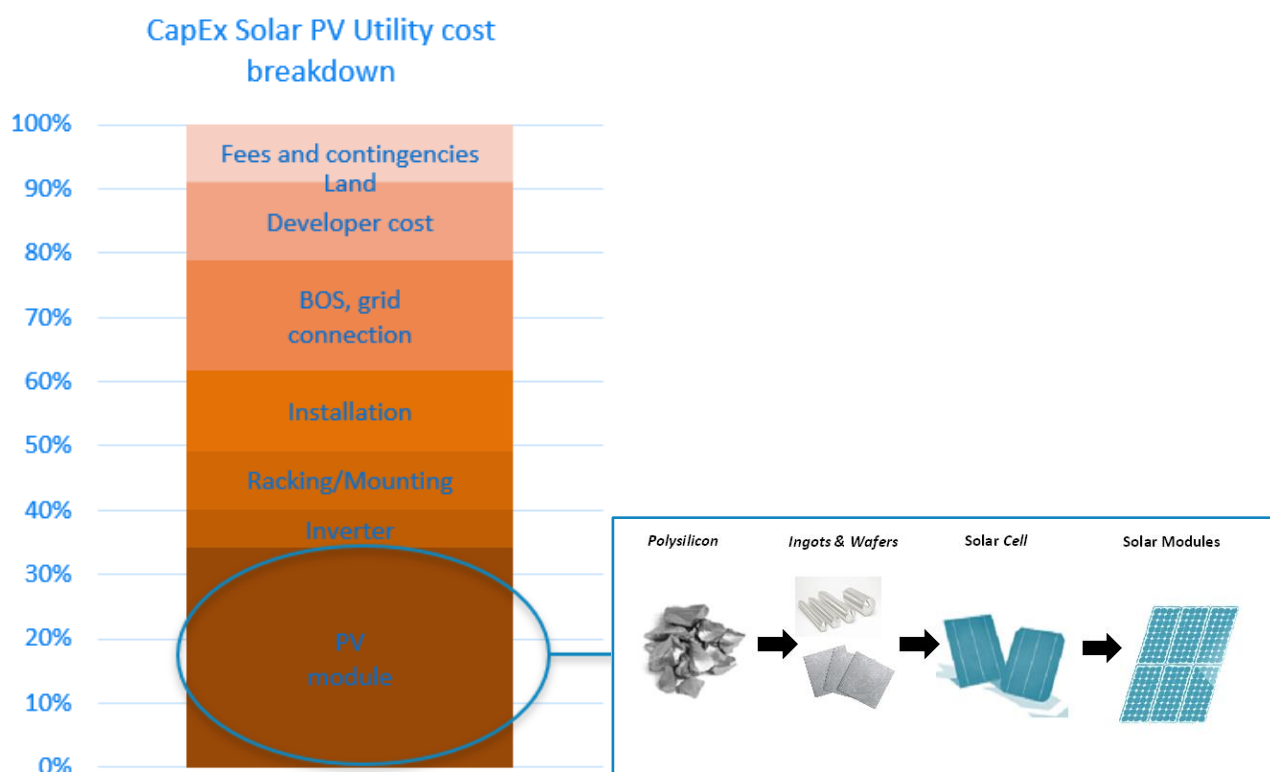 CapEx Solar PV Utility cost
breakdown
100%
90%
80%
70%
60%
50%
40%
30%
20%
10%
0%
Fees and contingencies
Land
Developer cost
BOS, grid
connection
Installation
Racking/Mounting
Inverter
PV
module
Polysilicon
Ingots & Wafers
Solar Cell
Solar Modules